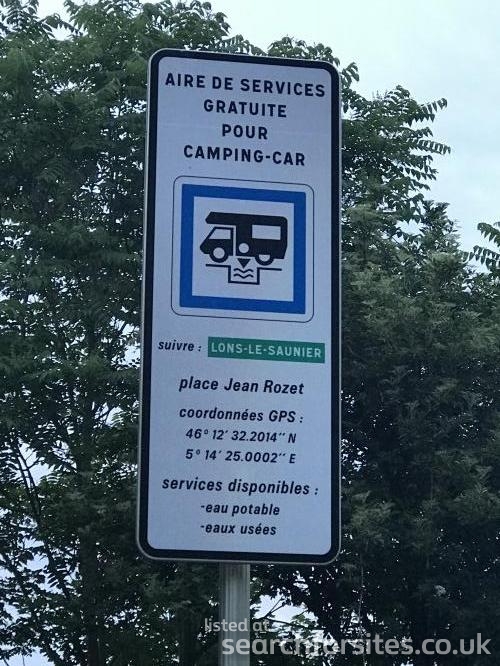 AIRE DE SERVICES
GRATUITE
POUR
CAMPING-CAR
suivre : LONS-LE-SAUNIER
place Jean Rozet
coordonnées GPS :
46° 12' 32.2014'' N
5° 14' 25.0002'' E
services disponibles :
-eau potable
-eaux usées
listed at
searchforsites.co.uk